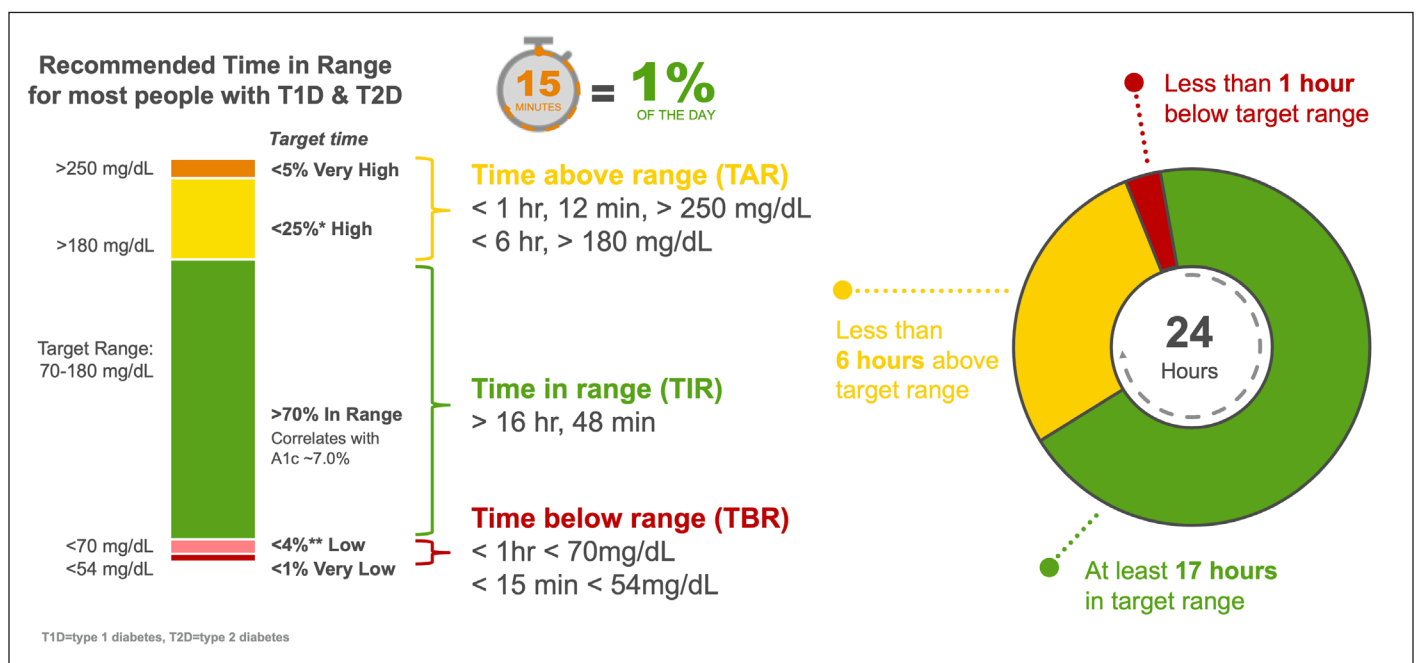 Recommended Time in Range
for most people with T1D & T2D
15
MINUTES
=
1%
OF THE DAY
Target time
>250 mg/dL
<5% Very High
<25%* High
>180 mg/dL
Target Range:
70-180 mg/dL
>70% In Range
Correlates with
A1c ~7.0%
<70 mg/dL
<4%** Low
<54 mg/dL
<1% Very Low
Time above range (TAR)
< 1 hr, 12 min, > 250 mg/dL
< 6 hr, > 180 mg/dL
Time in range (TIR)
> 16 hr, 48 min
Time below range (TBR)
< 1hr < 70mg/dL
< 15 min < 54mg/dL
Less than 1 hour
below target range
Less than
6 hours above
target range
24
Hours
At least 17 hours
in target range
T1D=type 1 diabetes, T2D=type 2 diabetes